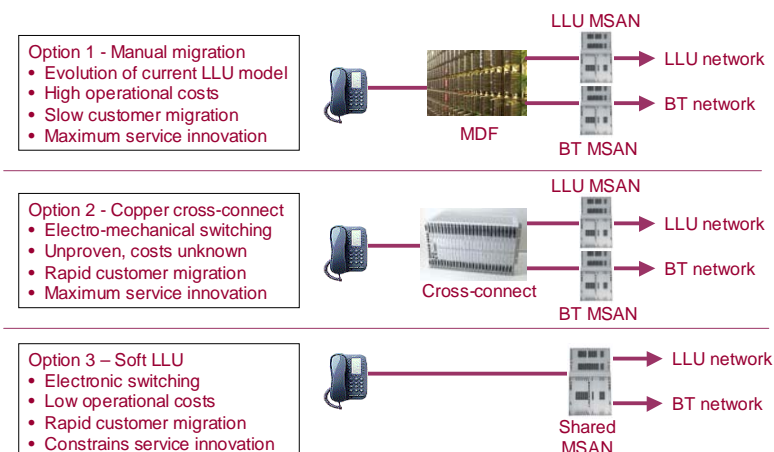 Option 1 - Manual migration
• Evolution of current LLU model
• High operational costs
• Slow customer migration
• Maximum service innovation
LLU MSAN
LLU network
BT network
MDF
BT MSAN
Option 2 - Copper cross-connect
• Electro-mechanical switching
• Unproven, costs unknown
• Rapid customer migration
• Maximum service innovation
LLU MSAN
LLU network
BT network
Cross-connect
BT MSAN
Option 3 – Soft LLU
• Electronic switching
• Low operational costs
• Rapid customer migration
• Constrains service innovation
LLU network
BT network
Shared
MSAN